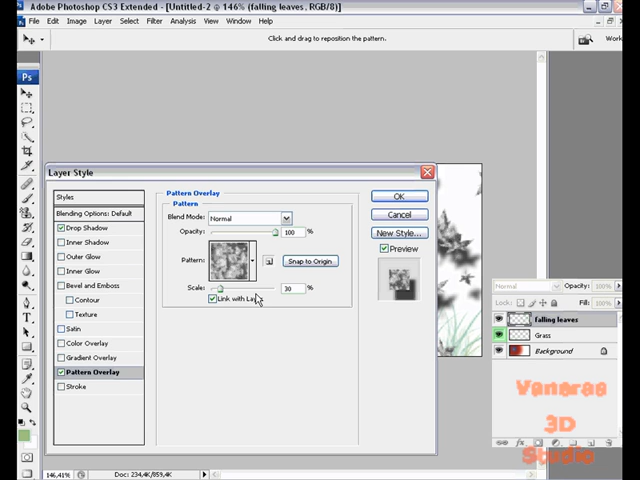 Adobe Photoshop CS3 Extended - [Untitled-2 @ 146% (falling leaves, RGB/8)]
File Edit Image Layer Select Filter Analysis View Window Help
Click and drag to reposition the pattern.
Work
Ps
Layer Style
Styles
Blending Options: Default
Drop Shadow
Inner Shadow
Outer Glow
Inner Glow
Bevel and Emboss
Contour
Texture
Satin
Color Overlay
Gradient Overlay
Pattern Overlay
Stroke
Pattern Overlay
Pattern
Blend Mode: Normal
Opacity: 100 %
Pattern: Snap to Origin
Scale: 30 %
Link with Layer
OK
Cancel
New Style...
Preview
Normal Opacity: 100%
Lock: Fill: 100%
falling leaves
Grass
Background
Vanaras
3D
Studio
146,41% Doc: 234,4K/859,4K